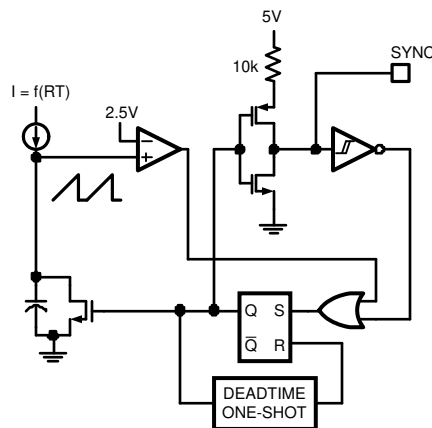 5V
SYNC
10k
I = f(RT)
2.5V
−
+
Q
S
Q̅
R
DEADTIME
ONE-SHOT